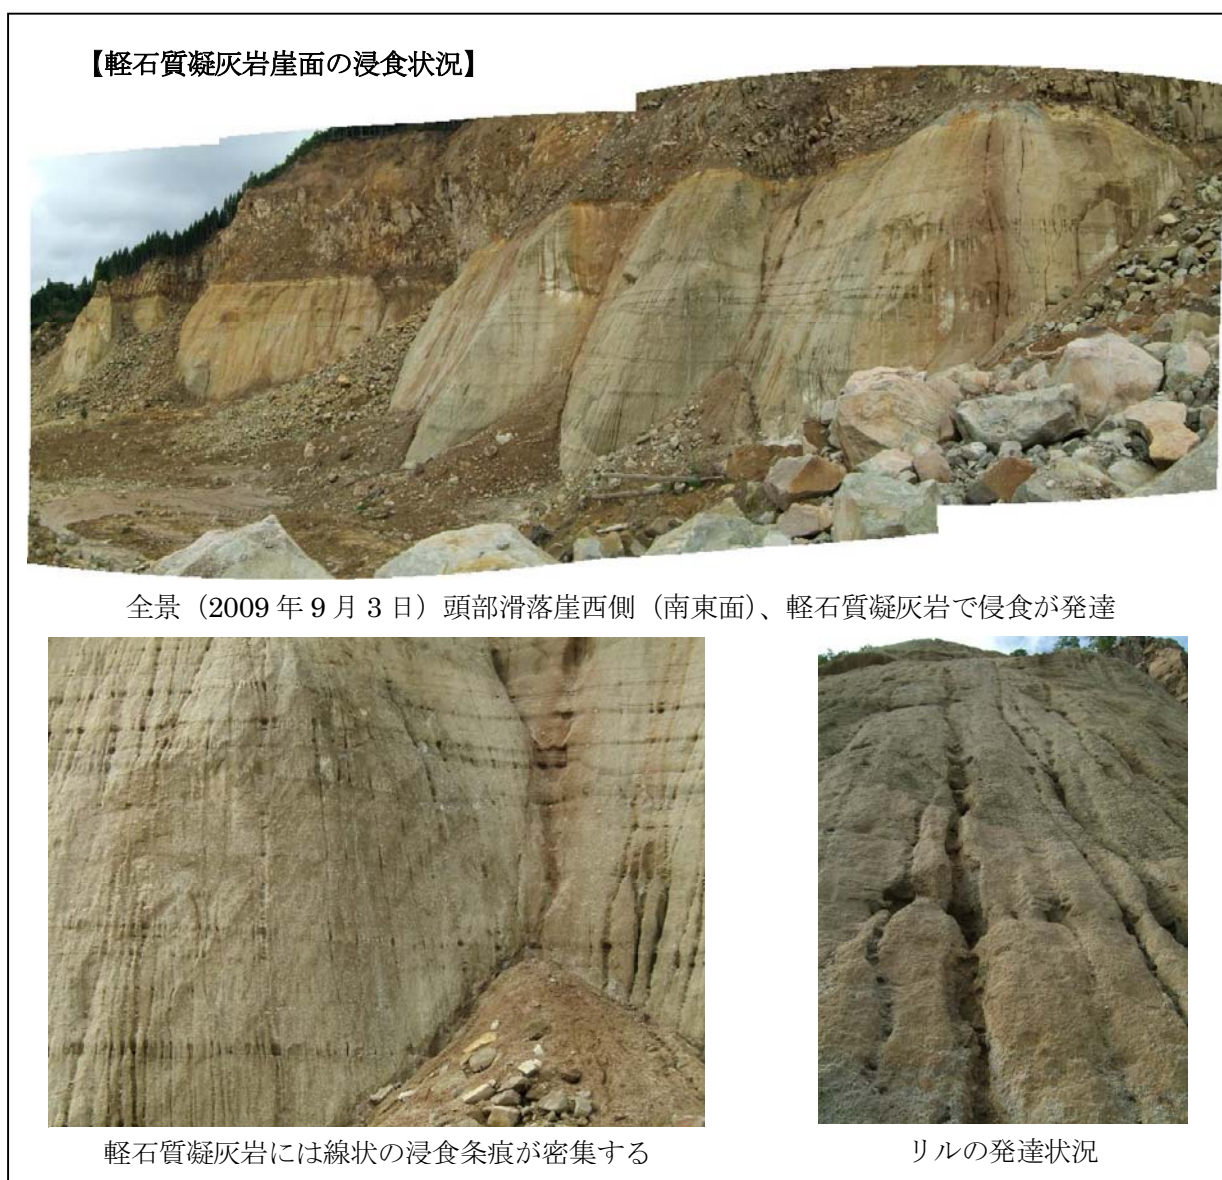 【軽石質凝灰岩崖面の浸食状況】
全景（2009 年 9 月 3 日）頭部滑落崖西側（南東面）、軽石質凝灰岩で侵食が発達
軽石質凝灰岩には線状の浸食条痕が密集する
リルの発達状況